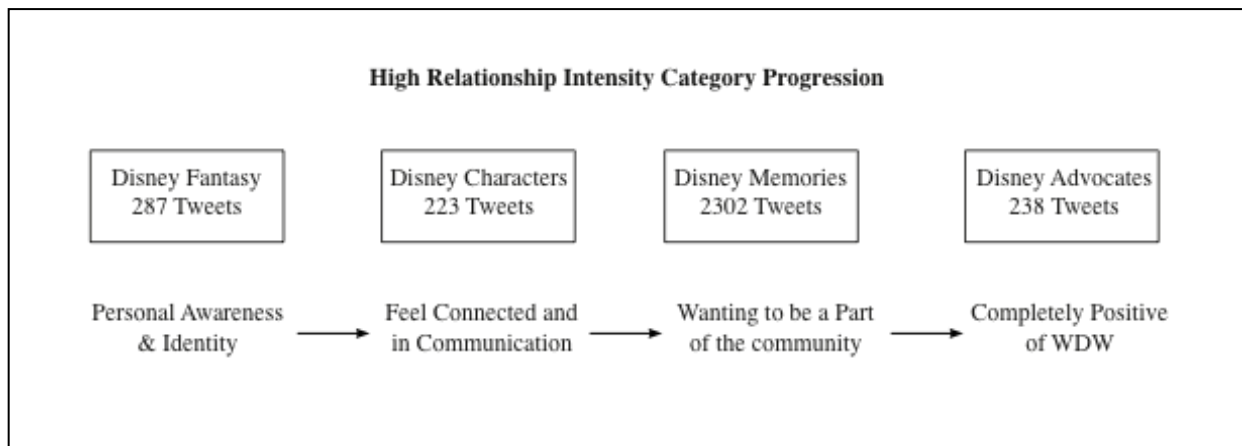 High Relationship Intensity Category Progression
Disney Fantasy
287 Tweets
Disney Characters
223 Tweets
Disney Memories
2302 Tweets
Disney Advocates
238 Tweets
Personal Awareness
& Identity
Feel Connected and
in Communication
Wanting to be a Part
of the community
Completely Positive
of WDW